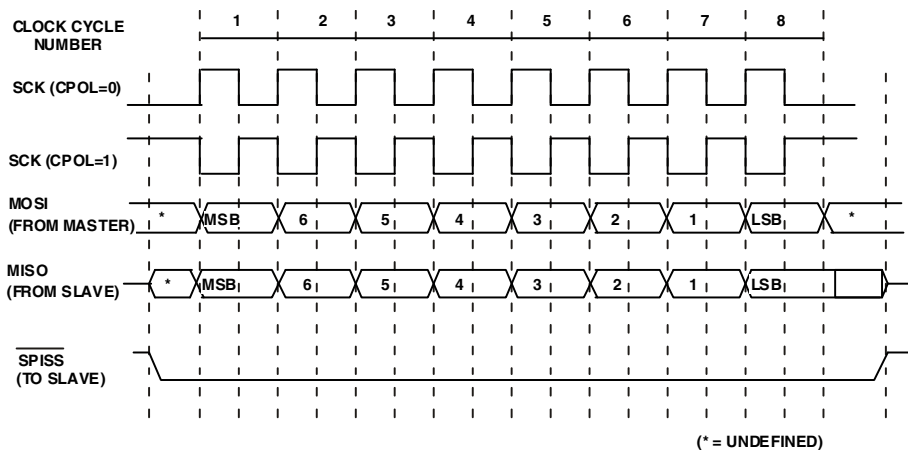 CLOCK CYCLE
NUMBER
1 2 3 4 5 6 7 8
SCK (CPOL=0)
SCK (CPOL=1)
MOSI
(FROM MASTER)
* MSB 6 5 4 3 2 1 LSB *
MISO
(FROM SLAVE)
* MSB 6 5 4 3 2 1 LSB
SPISS
(TO SLAVE)
(* = UNDEFINED)